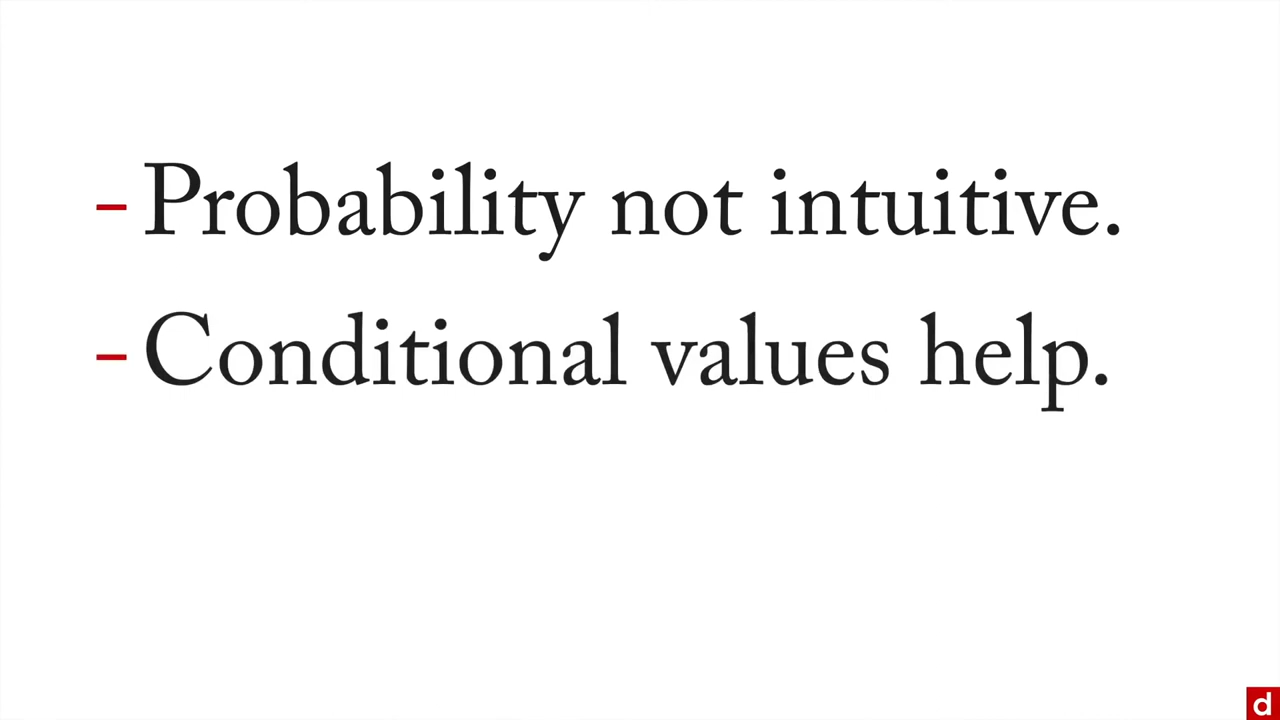 - Probability not intuitive.
- Conditional values help.
d